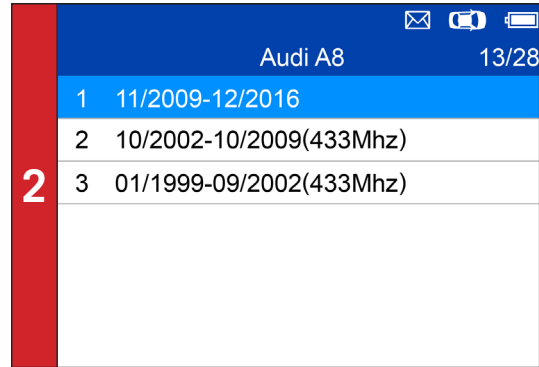 Audi A8 13/28
1 11/2009-12/2016
2 10/2002-10/2009(433Mhz)
3 01/1999-09/2002(433Mhz)
2